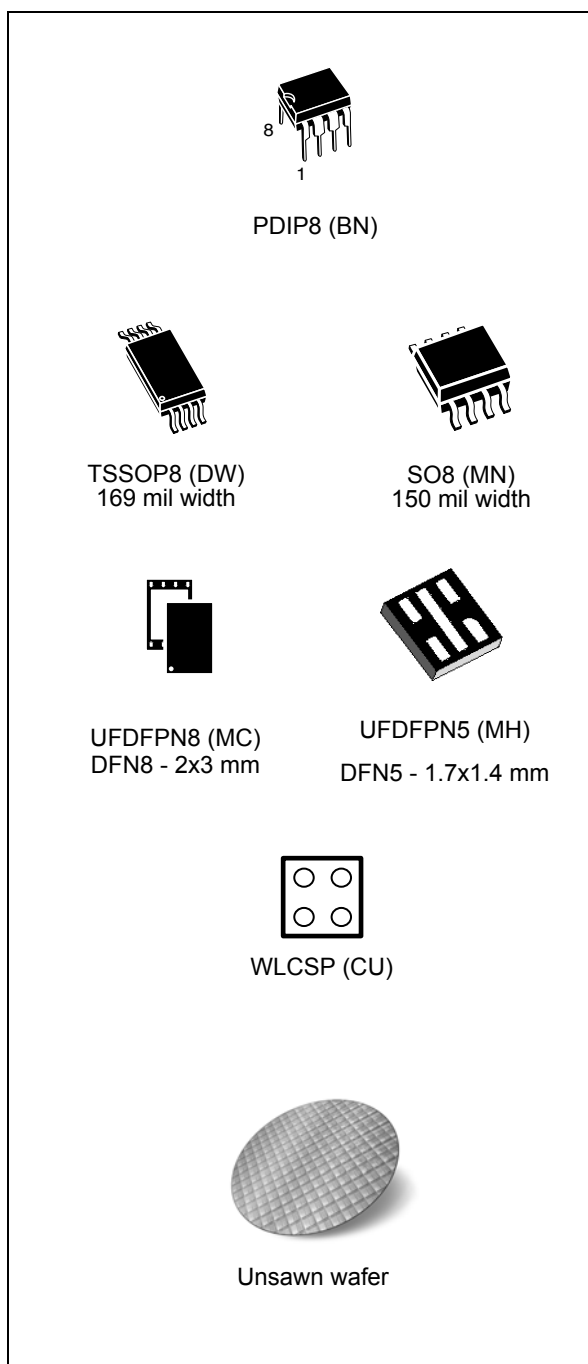 8
1
PDIP8 (BN)
TSSOP8 (DW)
169 mil width
SO8 (MN)
150 mil width
UFDFPN8 (MC)
DFN8 - 2x3 mm
UFDFPN5 (MH)
DFN5 - 1.7x1.4 mm
WLCSP (CU)
Unsawn wafer